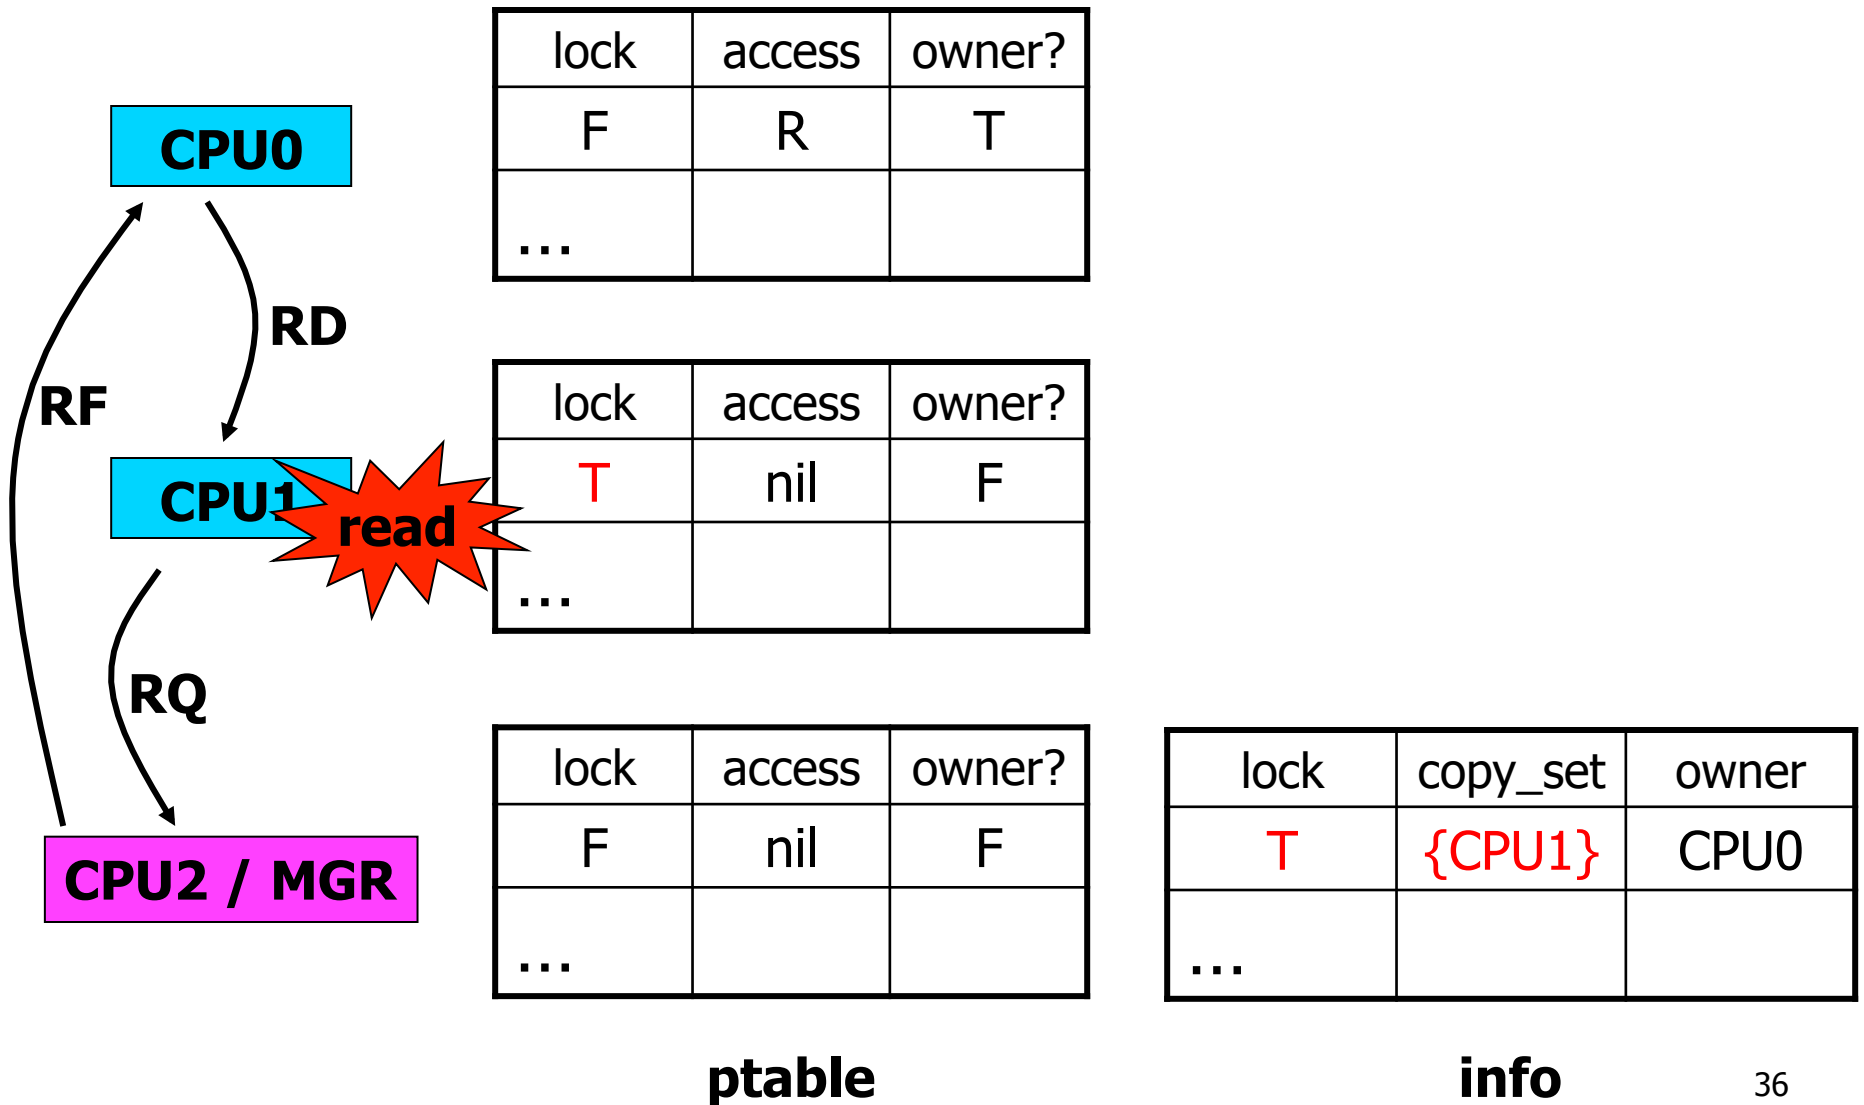 lock access owner?
F R T
...
CPU0
RD
RF
lock access owner?
T nil F
...
CPU1
read
RQ
lock access owner?
F nil F
...
CPU2 / MGR
lock copy_set owner
T {CPU1} CPU0
...
ptable
info
36